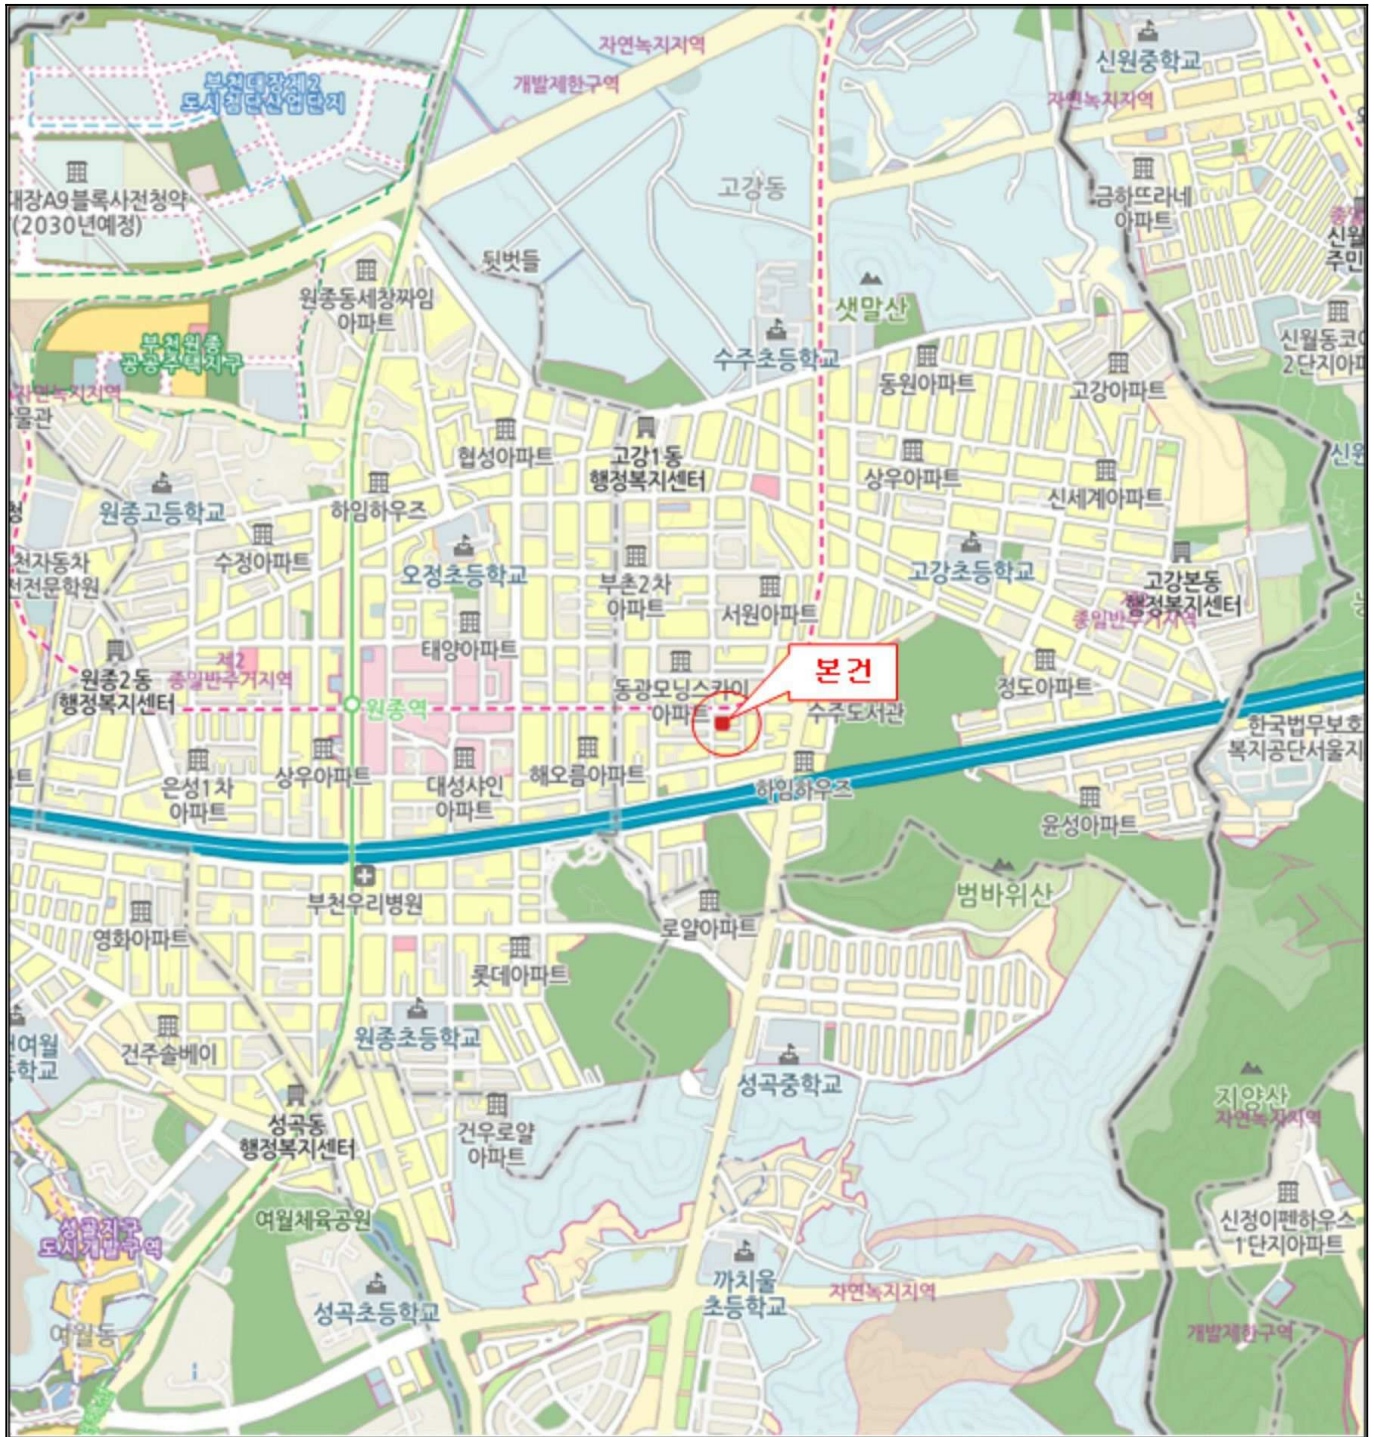 자연녹지지역
개발제한구역
신원중학교
자연녹지지역
부천대장제2
도시첨단산업단지
대장A9블록사전청약
(2030년예정)
고강동
금하뜨라네
아파트
뒷벗들
원종동세창짜임
아파트
샛말산
수주초등학교
동원아파트
고강아파트
신월동코
2단지아파
부천원종
공공주택지구
자연녹지지역
물관
협성아파트
고강1동
행정복지센터
상우아파트
신세계아파트
원종고등학교
하임하우즈
수정아파트
오정초등학교
부촌2차
아파트
서원아파트
고강초등학교
고강본동
행정복지센터
종일반주거지역
천자동차
전전문학원
태양아파트
원종2동
행정복지센터
제2
종일반주거지역
원종역
동광모닝스카이
아파트
본건
수주도서관
정도아파트
한국법무보호
복지공단서울지
은성1차
아파트
상우아파트
대성샤인
아파트
해오름아파트
하임하우즈
윤성아파트
부천우리병원
범바위산
영화아파트
로얄아파트
롯데아파트
원종초등학교
건주솔베이
여월
학교
성곡중학교
지양산
자연녹지지역
성곡동
행정복지센터
건우로얄
아파트
여월체육공원
성골지구
도시개발구역
신정이펜하우스
1단지아파트
까치울
초등학교
자연녹지지역
성곡초등학교
여월동
개발제한구역